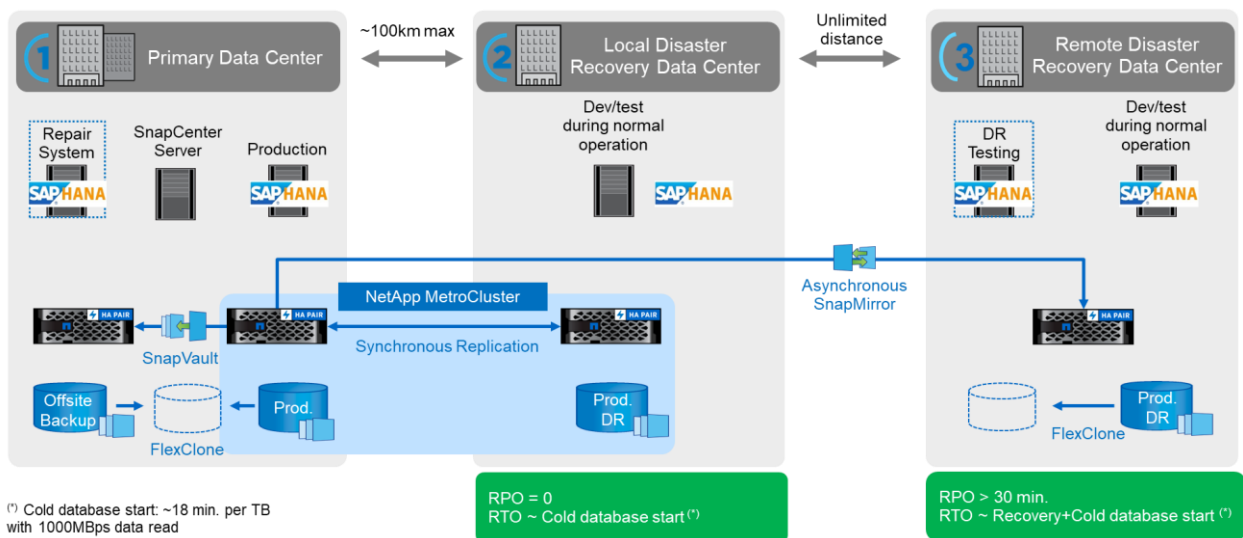 1
Primary Data Center
~100km max
2
Local Disaster
Recovery Data Center
Unlimited
distance
3
Remote Disaster
Recovery Data Center
Repair
System
SAP HANA
SnapCenter
Server
Production
SAP HANA
Dev/test
during normal
operation
SAP HANA
DR
Testing
SAP HANA
Dev/test
during normal
operation
SAP HANA
NetApp MetroCluster
Asynchronous
SnapMirror
HA PAIR
SnapVault
HA PAIR
Synchronous Replication
HA PAIR
HA PAIR
Offsite
Backup
FlexClone
Prod.
Prod.
DR
FlexClone
Prod.
DR
(*) Cold database start: ~18 min. per TB
with 1000MBps data read
RPO = 0
RTO ~ Cold database start (*)
RPO > 30 min.
RTO ~ Recovery+Cold database start (*)